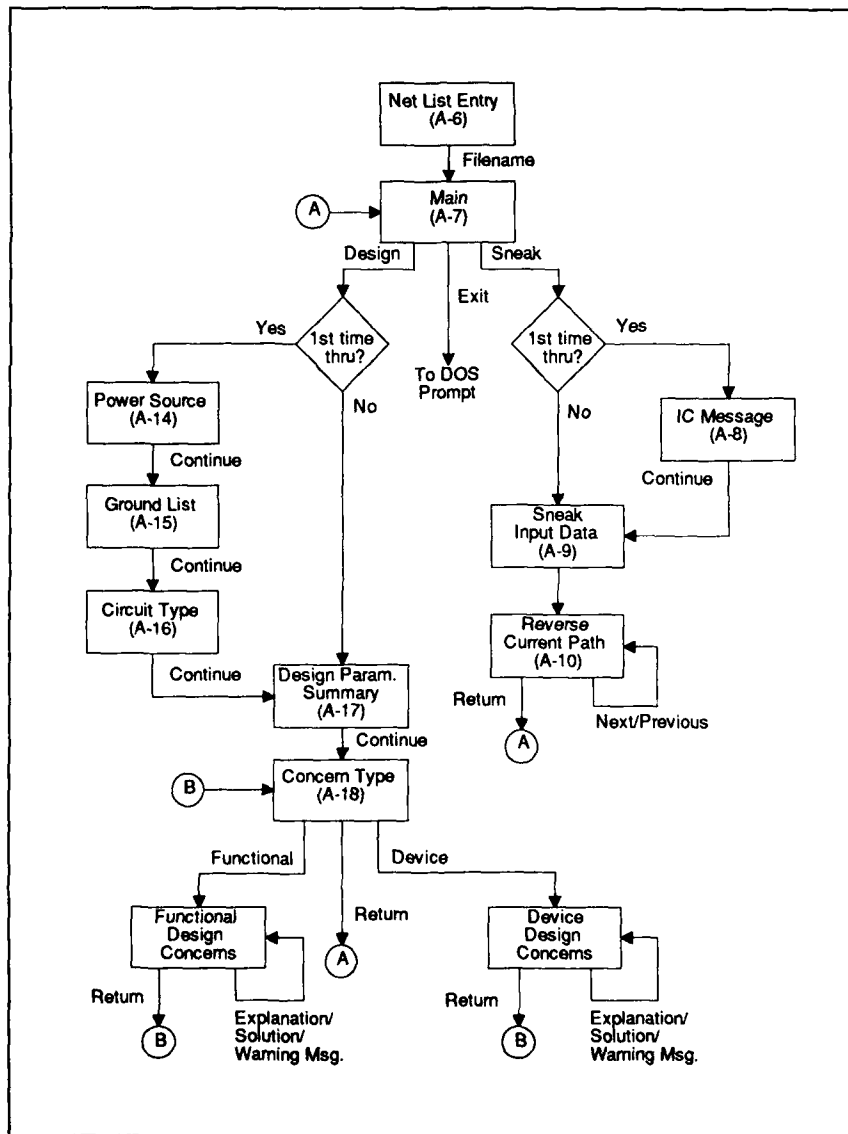 Net List Entry
(A-6)
Filename
Main
(A-7)
A
Design
Sneak
Exit
Yes
1st time
thru?
1st time
thru?
Yes
To DOS
Prompt
Power Source
(A-14)
No
No
IC Message
(A-8)
Continue
Continue
Ground List
(A-15)
Sneak
Input Data
(A-9)
Continue
Circuit Type
(A-16)
Reverse
Current Path
(A-10)
Continue
Design Param.
Summary
(A-17)
Return
Next/Previous
A
Continue
B
Concern Type
(A-18)
Functional
Device
Return
Functional
Design
Concerns
A
Device
Design
Concerns
Return
Explanation/
Solution/
Warning Msg.
B
Return
Explanation/
Solution/
Warning Msg.
B